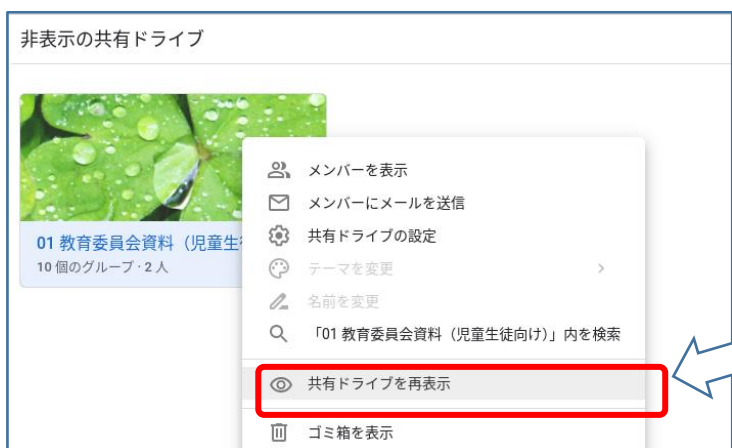 非表示の共有ドライブ
01 教育委員会資料（児童生
10 個のグループ・2 人
メンバーを表示
メンバーにメールを送信
共有ドライブの設定
テーマを変更
名前を変更
「01 教育委員会資料（児童生徒向け）」内を検索
共有ドライブを再表示
ゴミ箱を表示